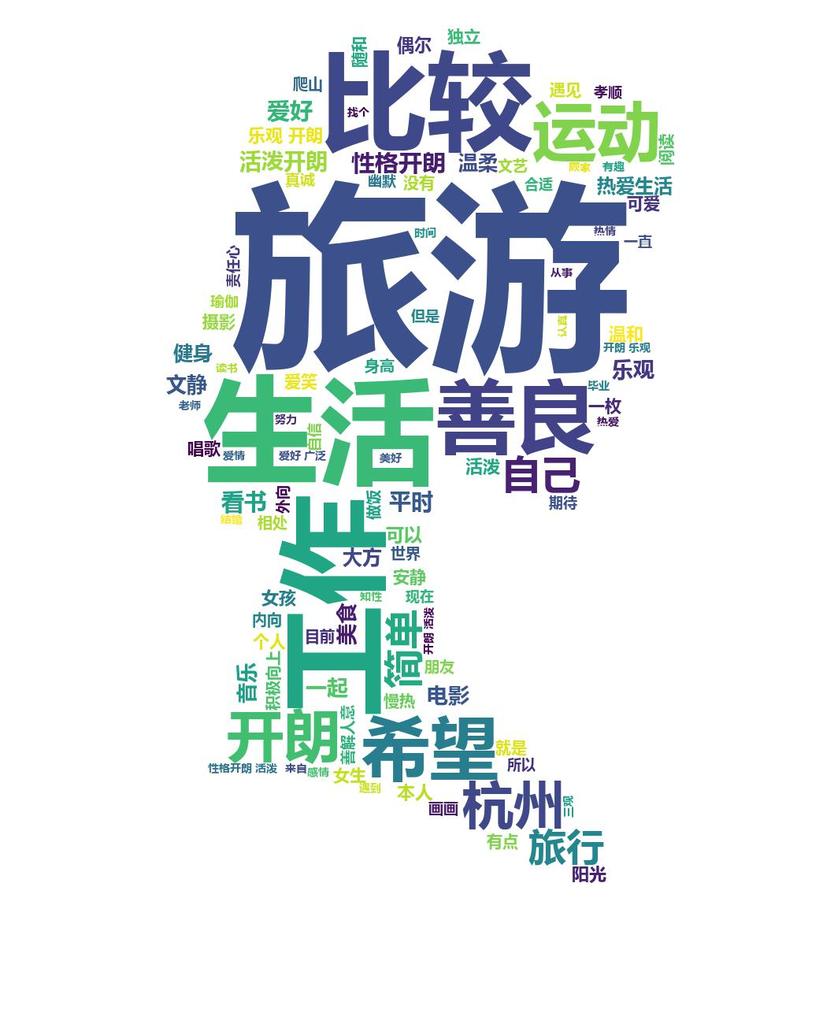 随和 偶尔 独立
爬山 比较 遇见 孝顺
爱好 找个 运动
乐观 开朗 阅读
活泼开朗 性格开朗 温柔 文艺 顾家 有趣
真诚 幽默 没有 合适 热爱生活
旅游 可爱
时间 热情 一直
责任心 从事
瑜伽
摄影 但是 认真 温和
健身 开朗 乐观
读书 身高 乐观
文静 爱笑 毕业
老师 生活 善良 一枚
努力 热爱
唱歌 自信
爱情 爱好 广泛 美好 活泼 自己
看书 外向 做饭 平时 期待
结婚 相处 可以
工作 大方 世界
安静
女孩 知性 现在
内向 目前 美食 简单 开朗 活泼
个人
音乐 积极向上 朋友
一起 慢热 电影
开朗 善解人意 希望 就是
性格开朗 活泼 来自 感情 女生 所以
遇到 本人
画画 杭州 三观
有点 旅行
阳光